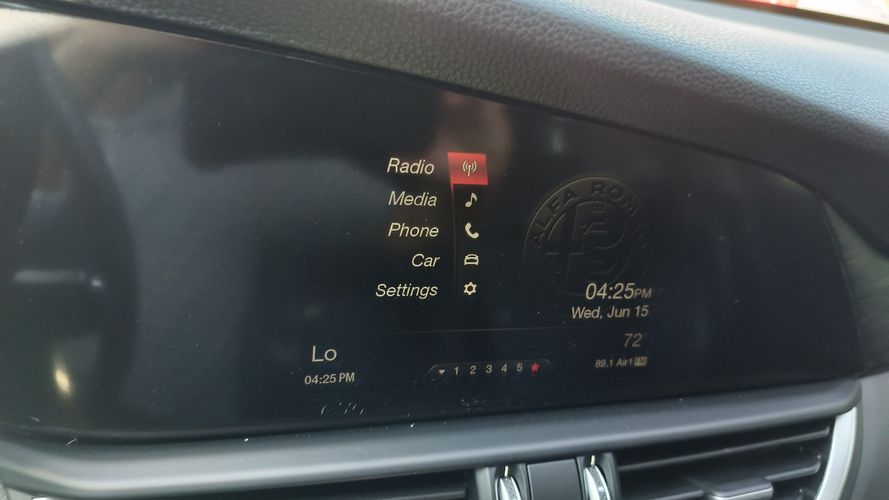 Radio
Media
Phone
Car
Settings
ALFA ROMEO
04:25PM
Wed, Jun 15
Lo
72
04:25 PM
1 2 3 4 5
89.1 Air1 FM